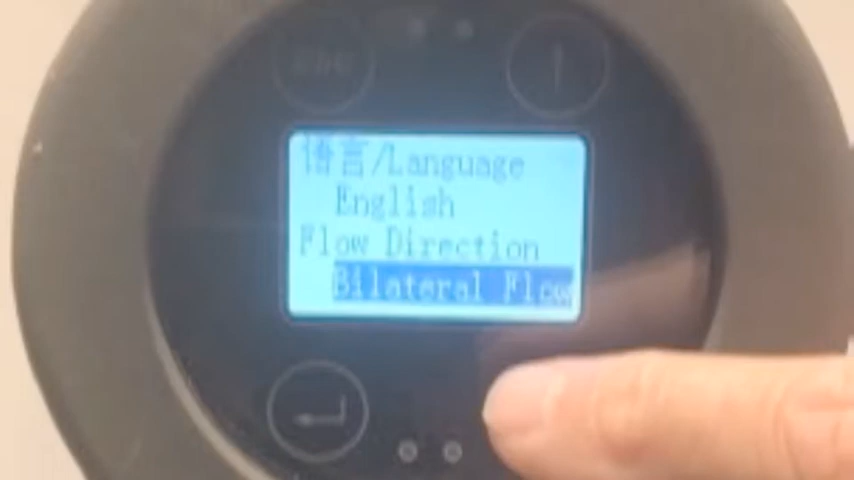 语言/Language
English
Flow Direction
Bilateral Flow